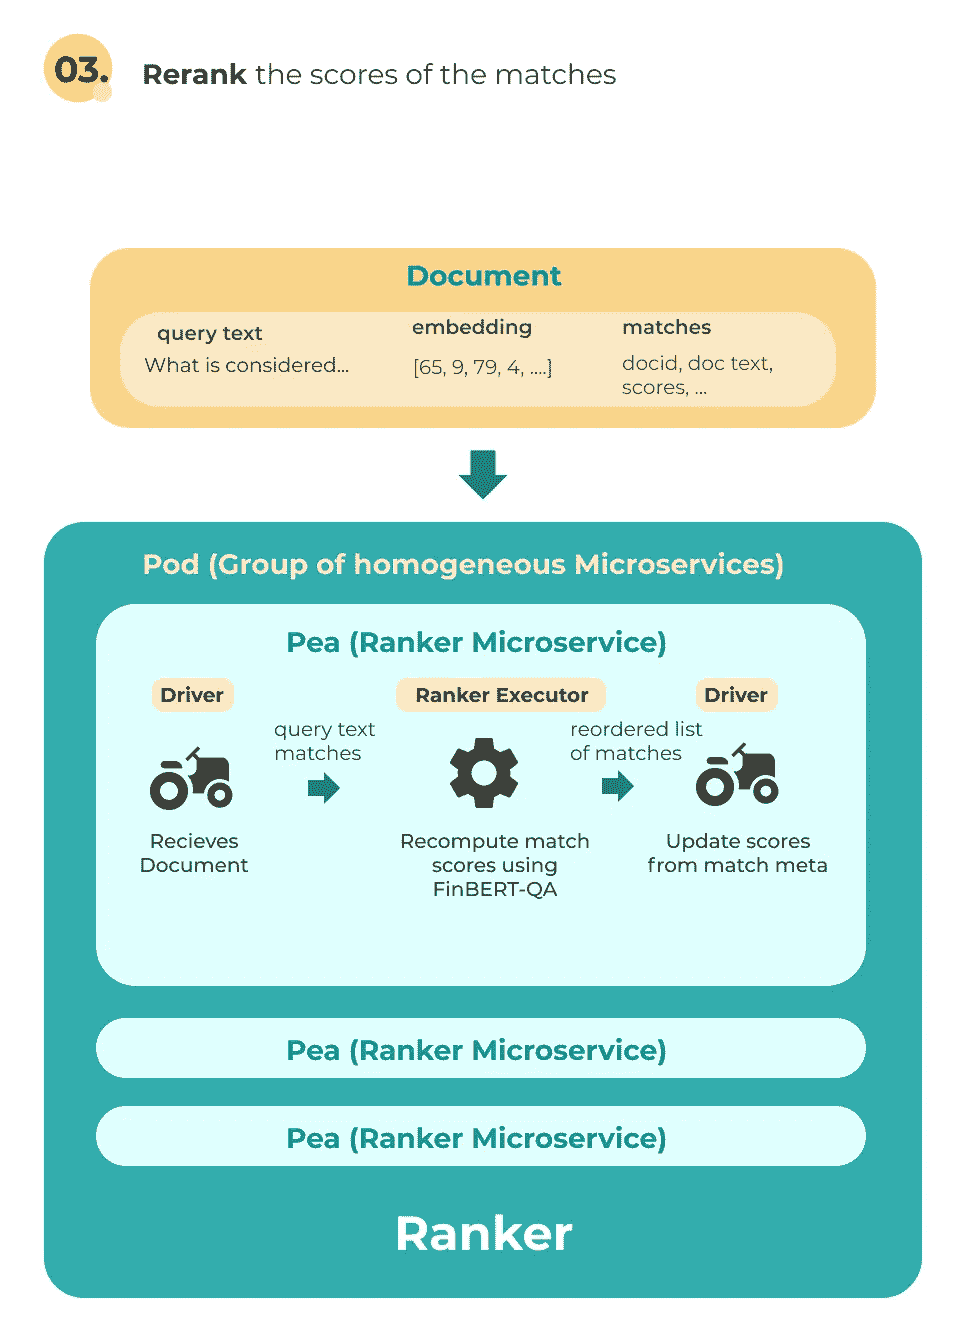 03.
Rerank the scores of the matches
Document
query text
What is considered...
embedding
[65, 9, 79, 4, ....]
matches
docid, doc text,
scores, ...
Pod (Group of homogeneous Microservices)
Pea (Ranker Microservice)
Driver
Recieves
Document
query text
matches
Ranker Executor
Recompute match
scores using
FinBERT-QA
reordered list
of matches
Driver
Update scores
from match meta
Pea (Ranker Microservice)
Pea (Ranker Microservice)
Ranker